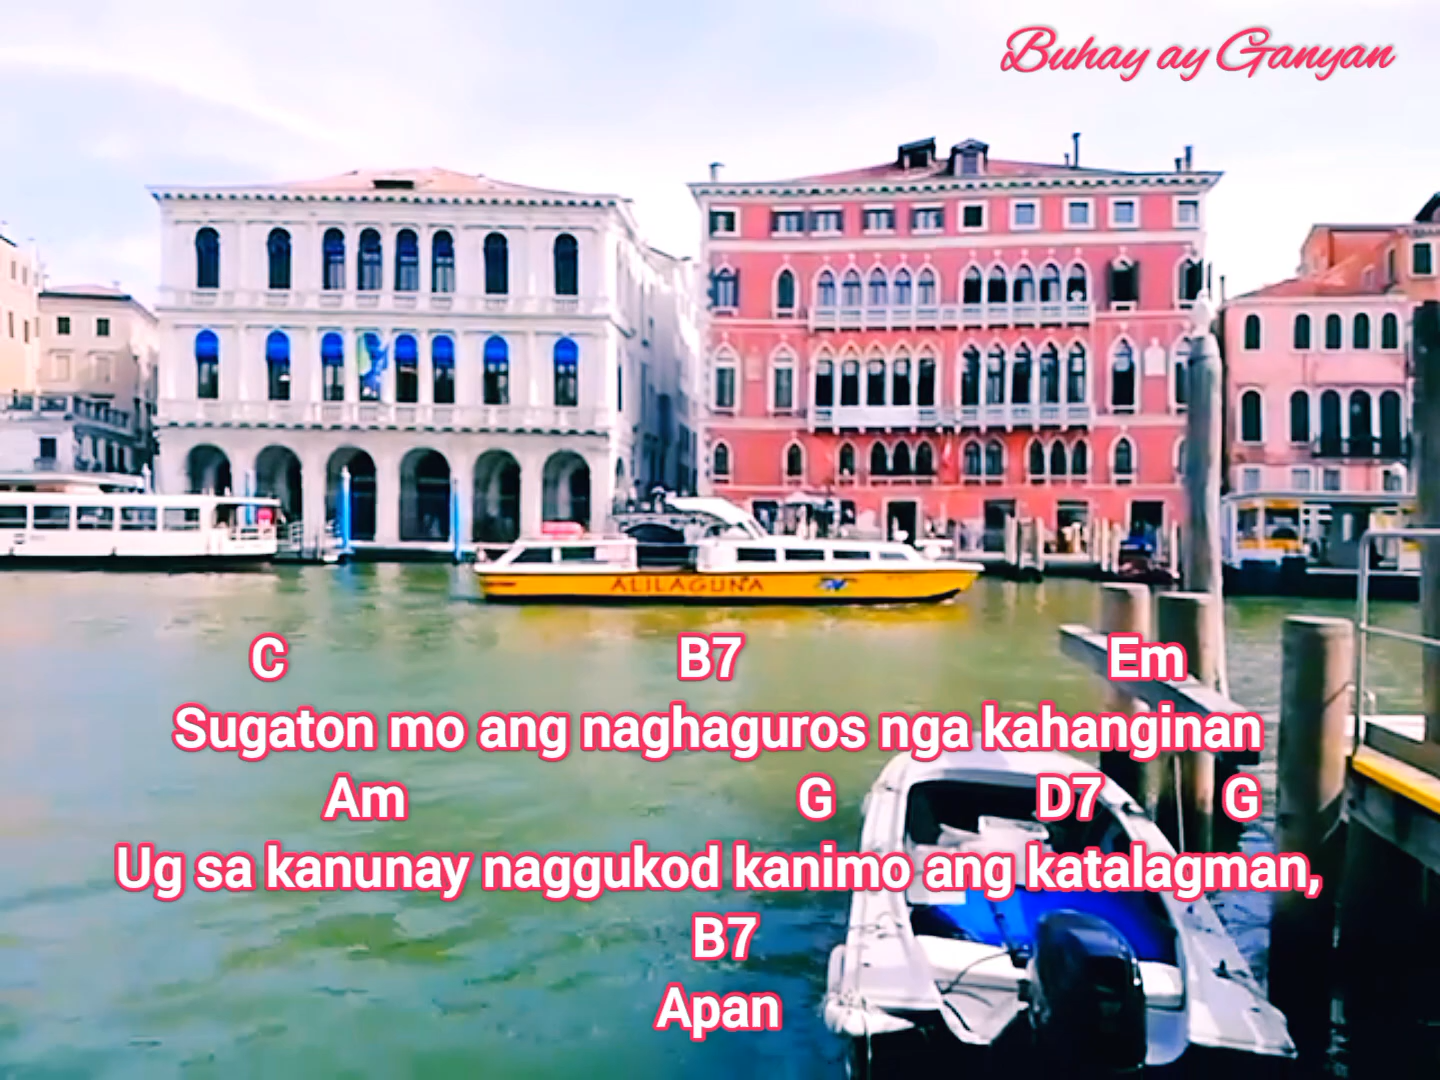 Buhay ay Ganyan
ALILAGUNA
C B7 Em
Sugaton mo ang naghaguros nga kahanginan
Am G D7 G
Ug sa kanunay naggukod kanimo ang katalagman,
B7
Apan